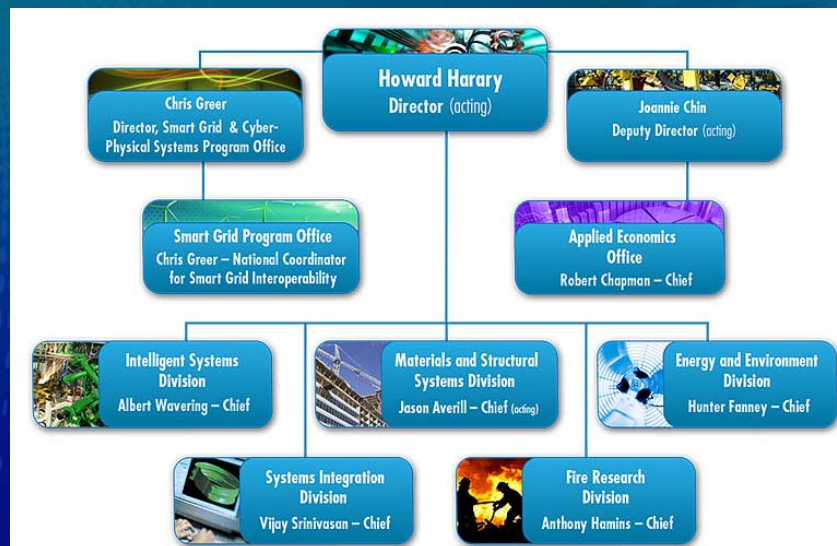 Howard Harary
Director (acting)
Chris Greer
Director, Smart Grid & Cyber-
Physical Systems Program Office
Joannie Chin
Deputy Director (acting)
Smart Grid Program Office
Chris Greer – National Coordinator
for Smart Grid Interoperability
Applied Economics
Office
Robert Chapman – Chief
Intelligent Systems
Division
Albert Wavering – Chief
Materials and Structural
Systems Division
Jason Averill – Chief (acting)
Energy and Environment
Division
Hunter Fanney – Chief
Systems Integration
Division
Vijay Srinivasan – Chief
Fire Research
Division
Anthony Hamins – Chief